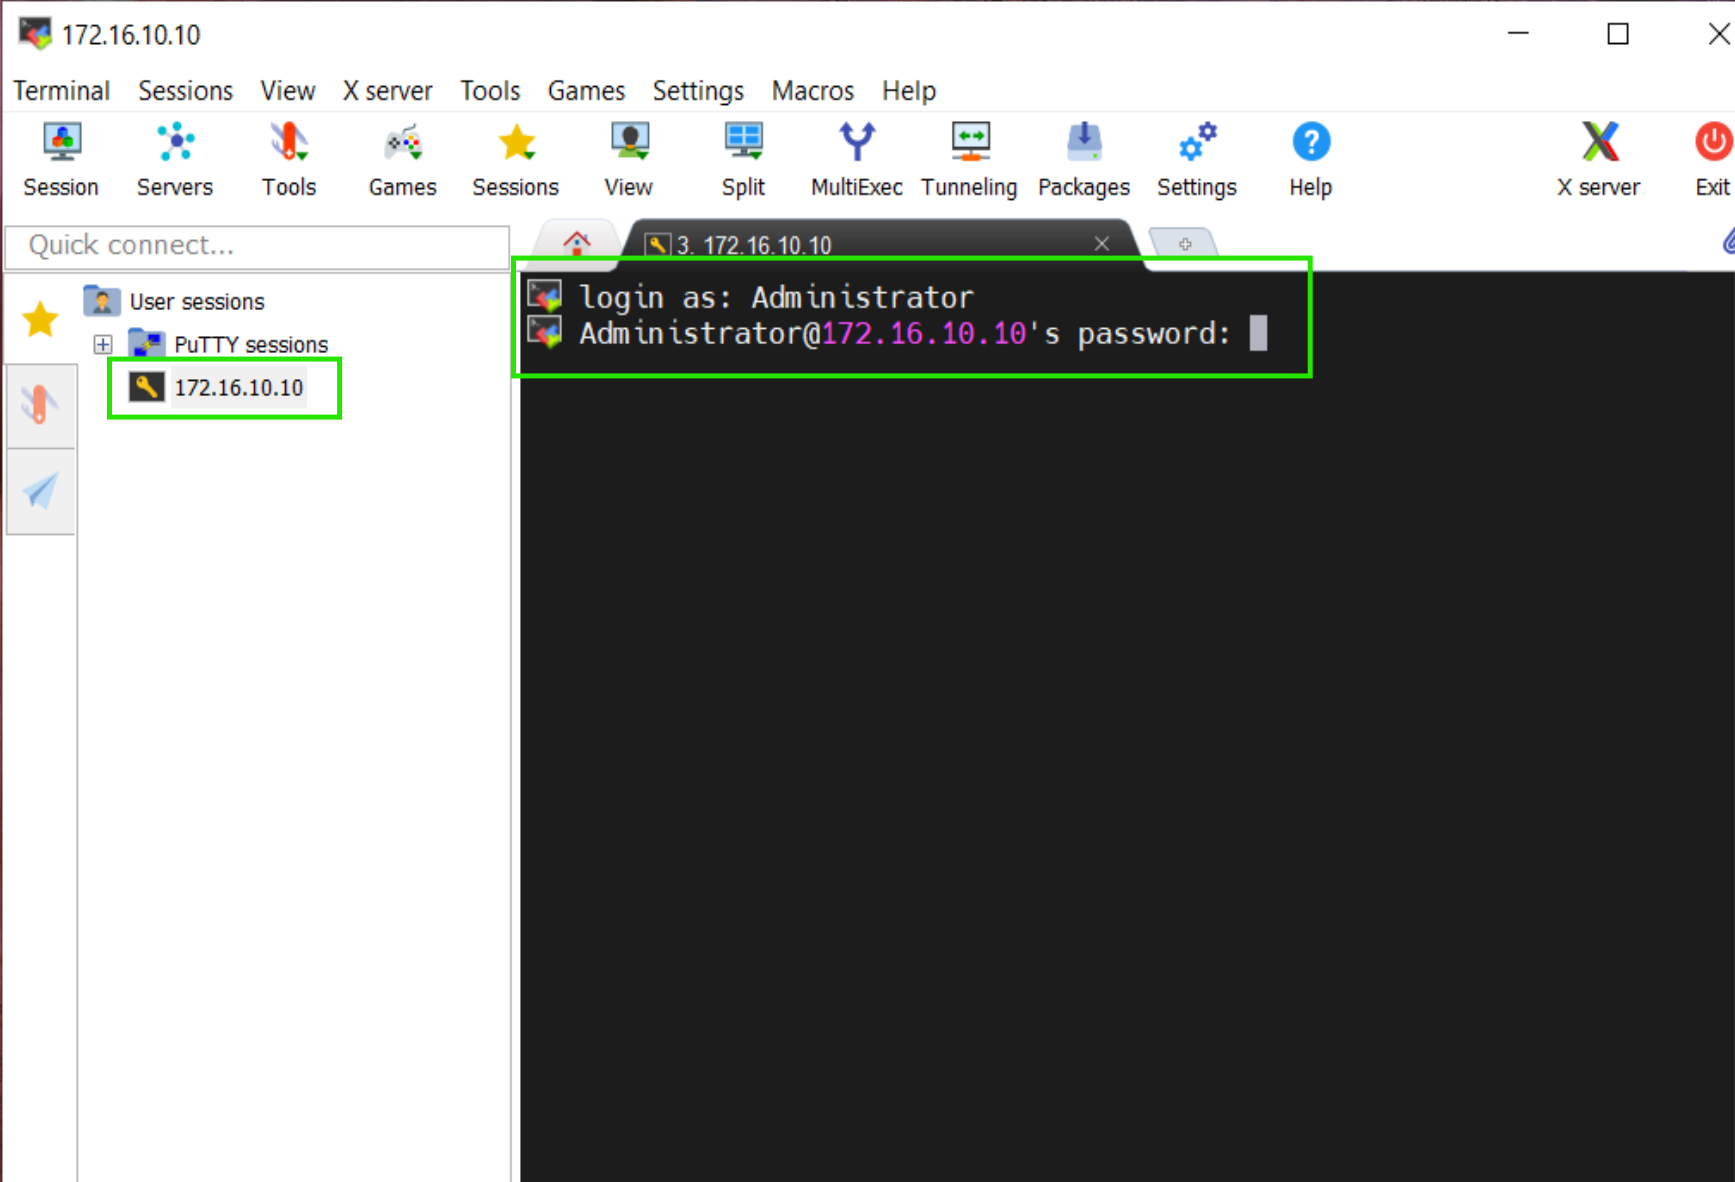 172.16.10.10
Terminal Sessions View X server Tools Games Settings Macros Help
Session Servers Tools Games Sessions View Split MultiExec Tunneling Packages Settings Help X server Exit
Quick connect...
3. 172.16.10.10
User sessions
PuTTY sessions
172.16.10.10
login as: Administrator
Administrator@172.16.10.10's password: